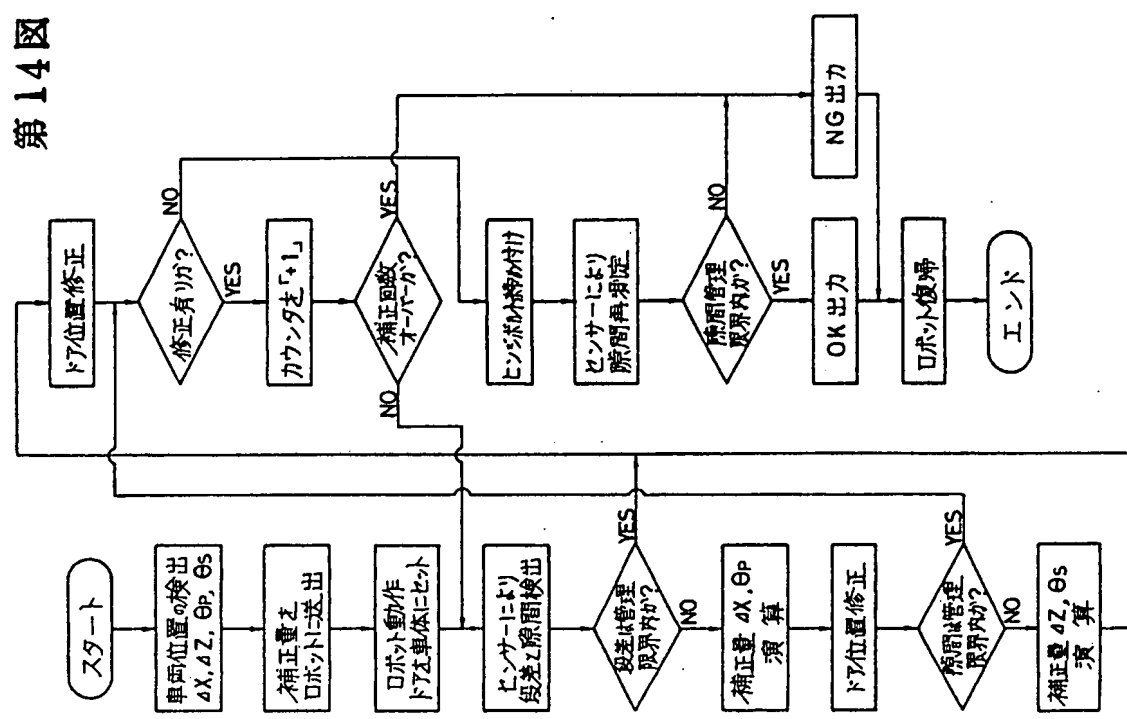 第14図
スタート
車両位置の検出
ΔX, ΔZ, θP, θS
補正量を
ロボットに送出
ロボット動作
ドアを車体にセット
センサーにより
段差と隙間検出
段差は管理
限界内か?
YES
NO
補正量 ΔX, θP
演算
ドア位置修正
隙間は管理
限界内か?
YES
NO
補正量 ΔZ, θS
演算
ドア位置修正
修正有りか?
NO
YES
カウンタを「+1」
補正回数
オーバーか?
YES
NO
ヒンジボルト締め付け
センサーにより
隙間再測定
隙間管理
限界内か?
NO
YES
OK出力
NG出力
ロボット復帰
エンド